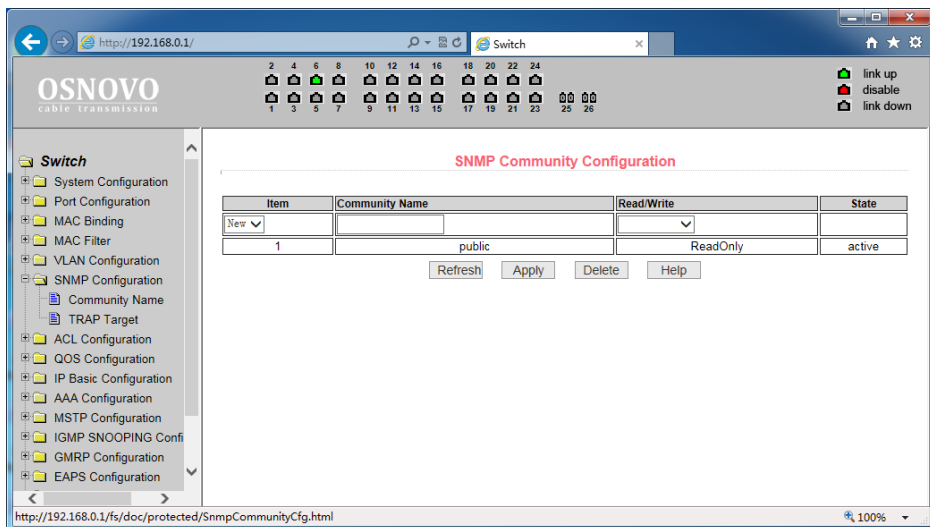 http://192.168.0.1/
Switch
OSNOVO
cable transmission
2 4 6 8 10 12 14 16 18 20 22 24
1 3 5 7 9 11 13 15 17 19 21 23 25 26
link up
disable
link down
Switch
System Configuration
Port Configuration
MAC Binding
MAC Filter
VLAN Configuration
SNMP Configuration
Community Name
TRAP Target
ACL Configuration
QOS Configuration
IP Basic Configuration
AAA Configuration
MSTP Configuration
IGMP SNOOPING Confi
GMRP Configuration
EAPS Configuration
SNMP Community Configuration
Item Community Name Read/Write State
New
1 public ReadOnly active
Refresh Apply Delete Help
http://192.168.0.1/fs/doc/protected/SnmpCommunityCfg.html
100%